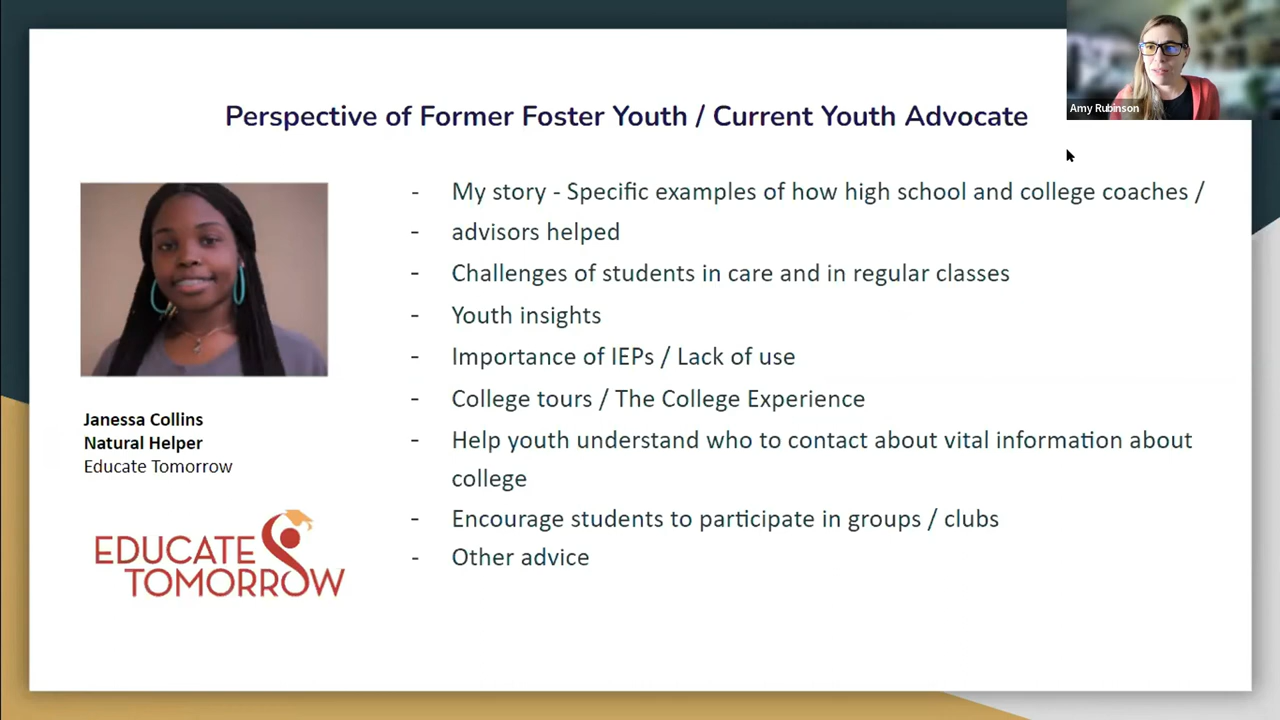 Amy Rubinson
Perspective of Former Foster Youth / Current Youth Advocate
- My story - Specific examples of how high school and college coaches /
- advisors helped
- Challenges of students in care and in regular classes
- Youth insights
- Importance of IEPs / Lack of use
- College tours / The College Experience
- Help youth understand who to contact about vital information about
college
- Encourage students to participate in groups / clubs
- Other advice
Janessa Collins
Natural Helper
Educate Tomorrow
EDUCATE
TOMORROW